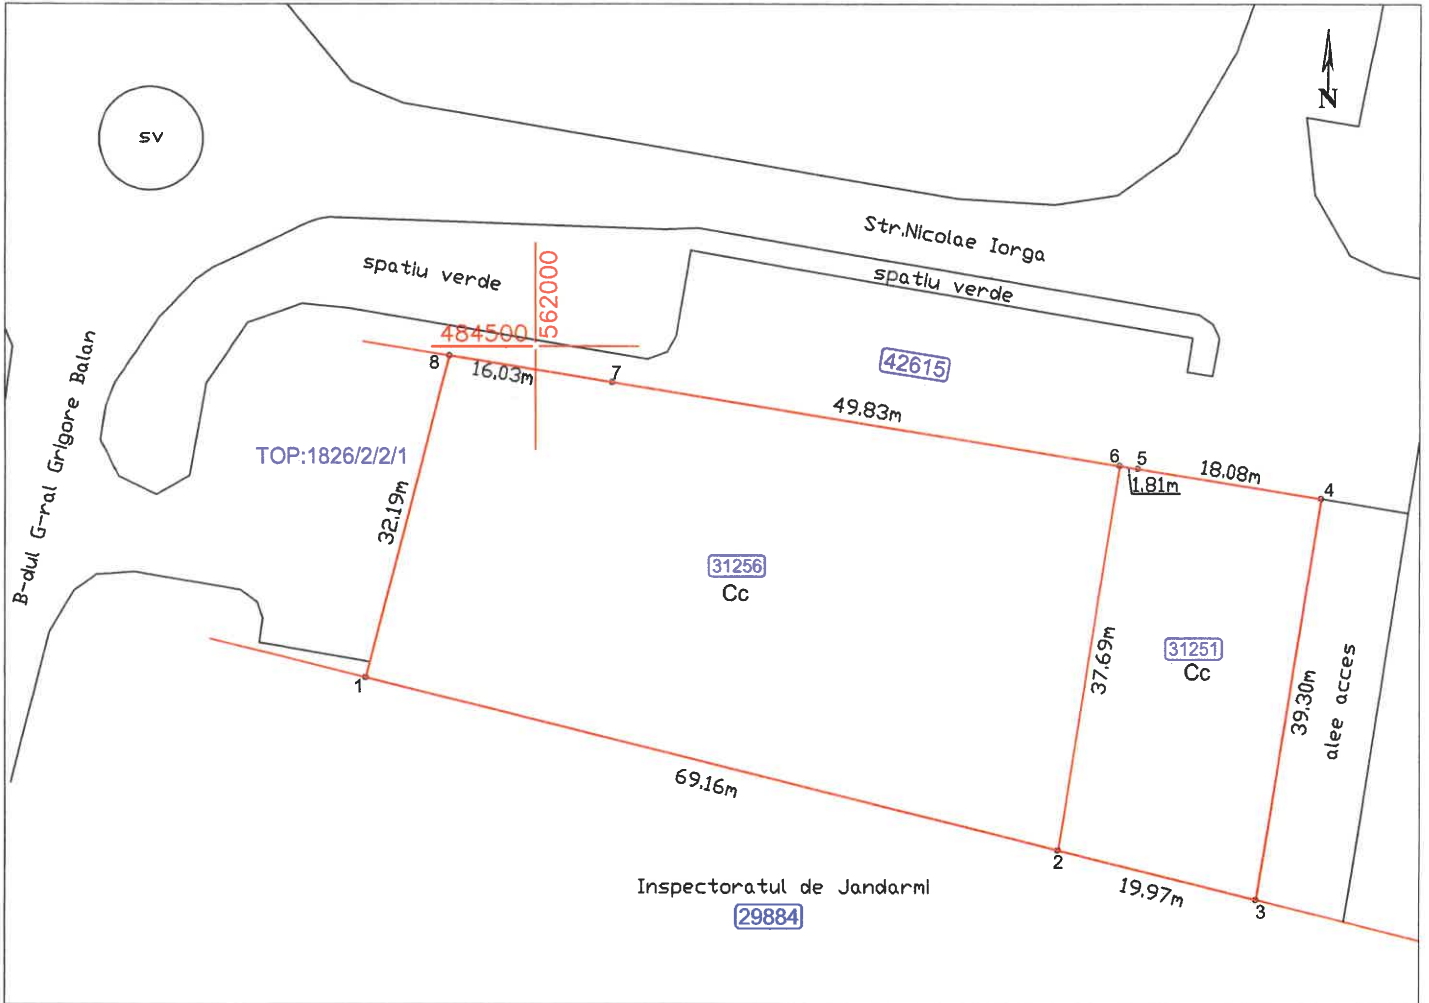 N
sv
Str.Nicolae Iorga
spatiu verde
spatiu verde
562000
484500
B-dul G-ral Grigore Balan
8
16.03m
7
42615
49.83m
TOP:1826/2/2/1
6
5
18.08m
1.81m
4
32.19m
31256
Cc
37.69m
31251
Cc
39.30m
alee acces
1
69.16m
2
Inspectoratul de Jandarmi
19.97m
3
29884